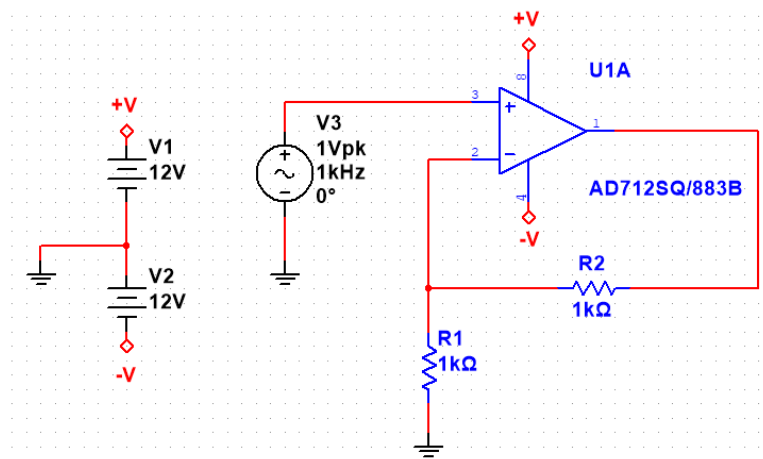 +V
V1
12V
V2
12V
-V
V3
1Vpk
1kHz
0°
+V
8
U1A
3
+
1
2
−
4
AD712SQ/883B
-V
R2
1kΩ
R1
1kΩ